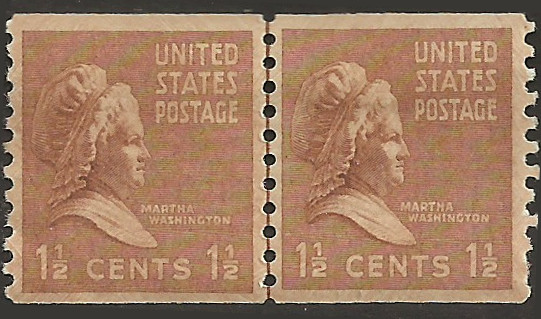 UNITED
STATES
POSTAGE
MARTHA
WASHINGTON
1½ CENTS 1½
UNITED
STATES
POSTAGE
MARTHA
WASHINGTON
1½ CENTS 1½